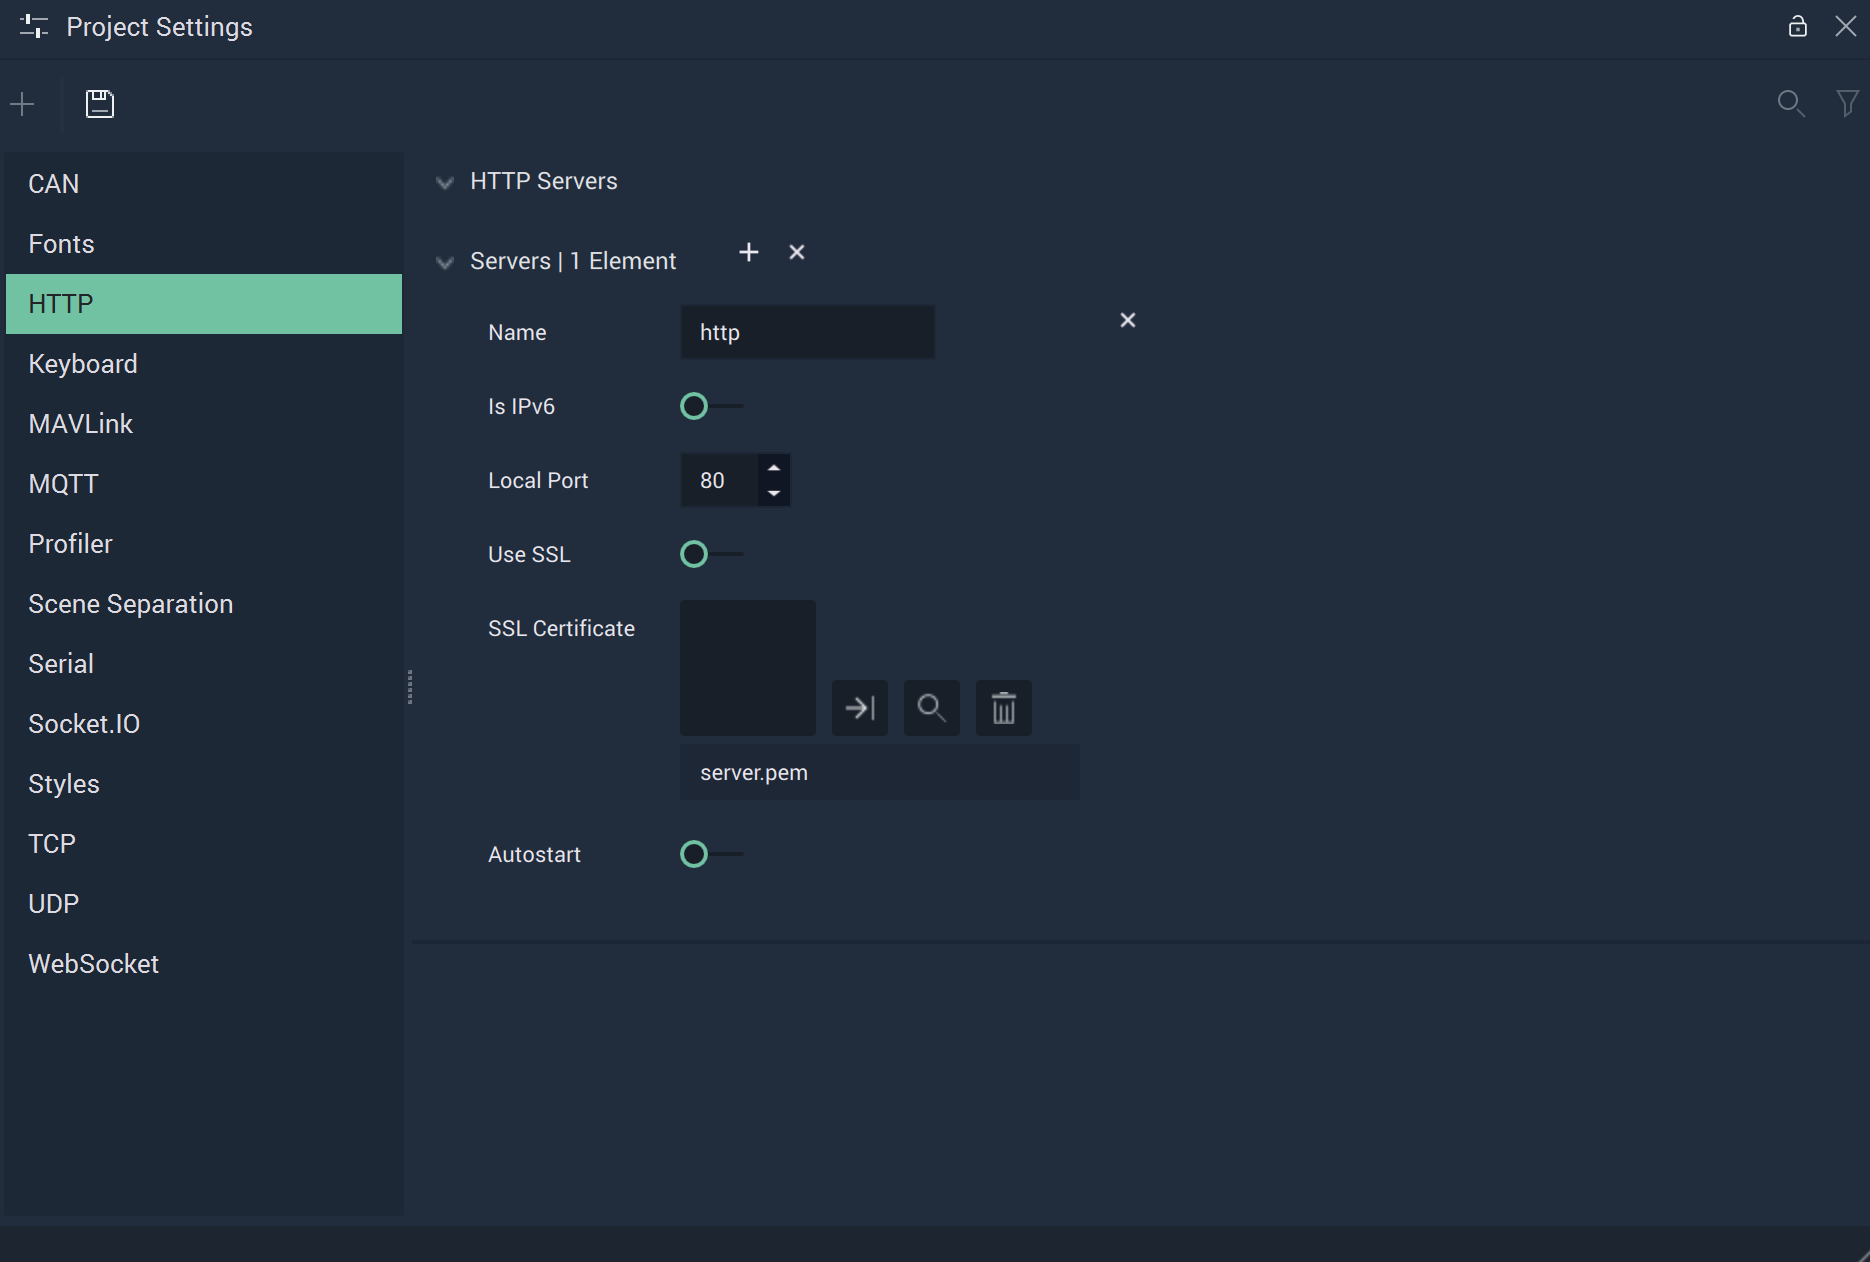 Project Settings
CAN
Fonts
HTTP
Keyboard
MAVLink
MQTT
Profiler
Scene Separation
Serial
Socket.IO
Styles
TCP
UDP
WebSocket
HTTP Servers
Servers | 1 Element
Name http
Is IPv6
Local Port 80
Use SSL
SSL Certificate
server.pem
Autostart